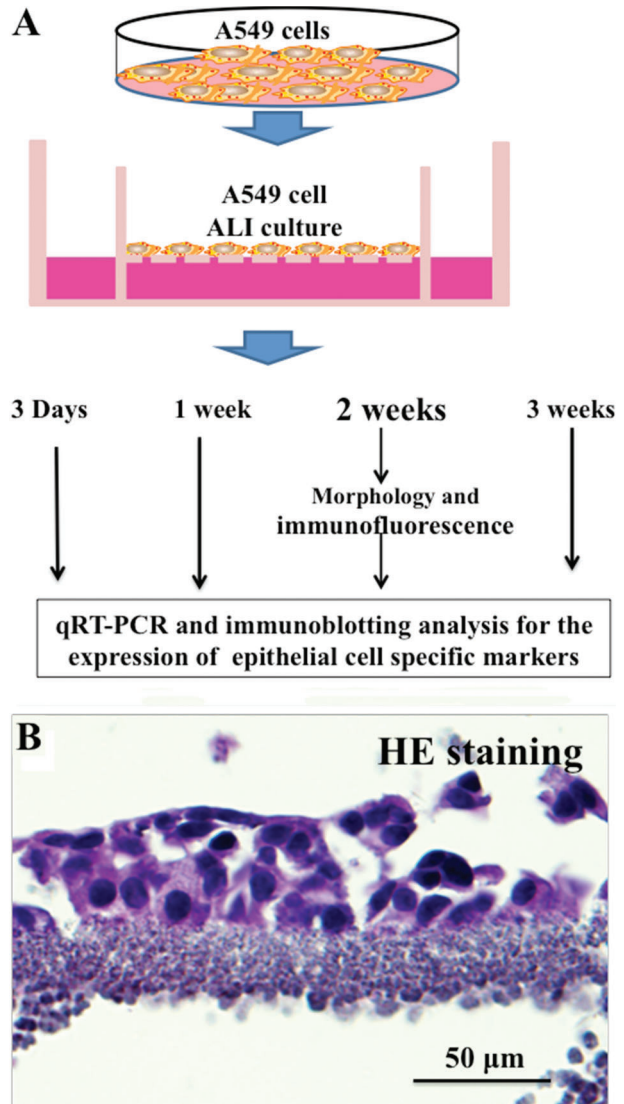 A
A549 cells
A549 cell
ALI culture
3 Days
1 week
2 weeks
3 weeks
Morphology and
immunofluorescence
qRT-PCR and immunoblotting analysis for the
expression of epithelial cell specific markers
B
HE staining
50 µm